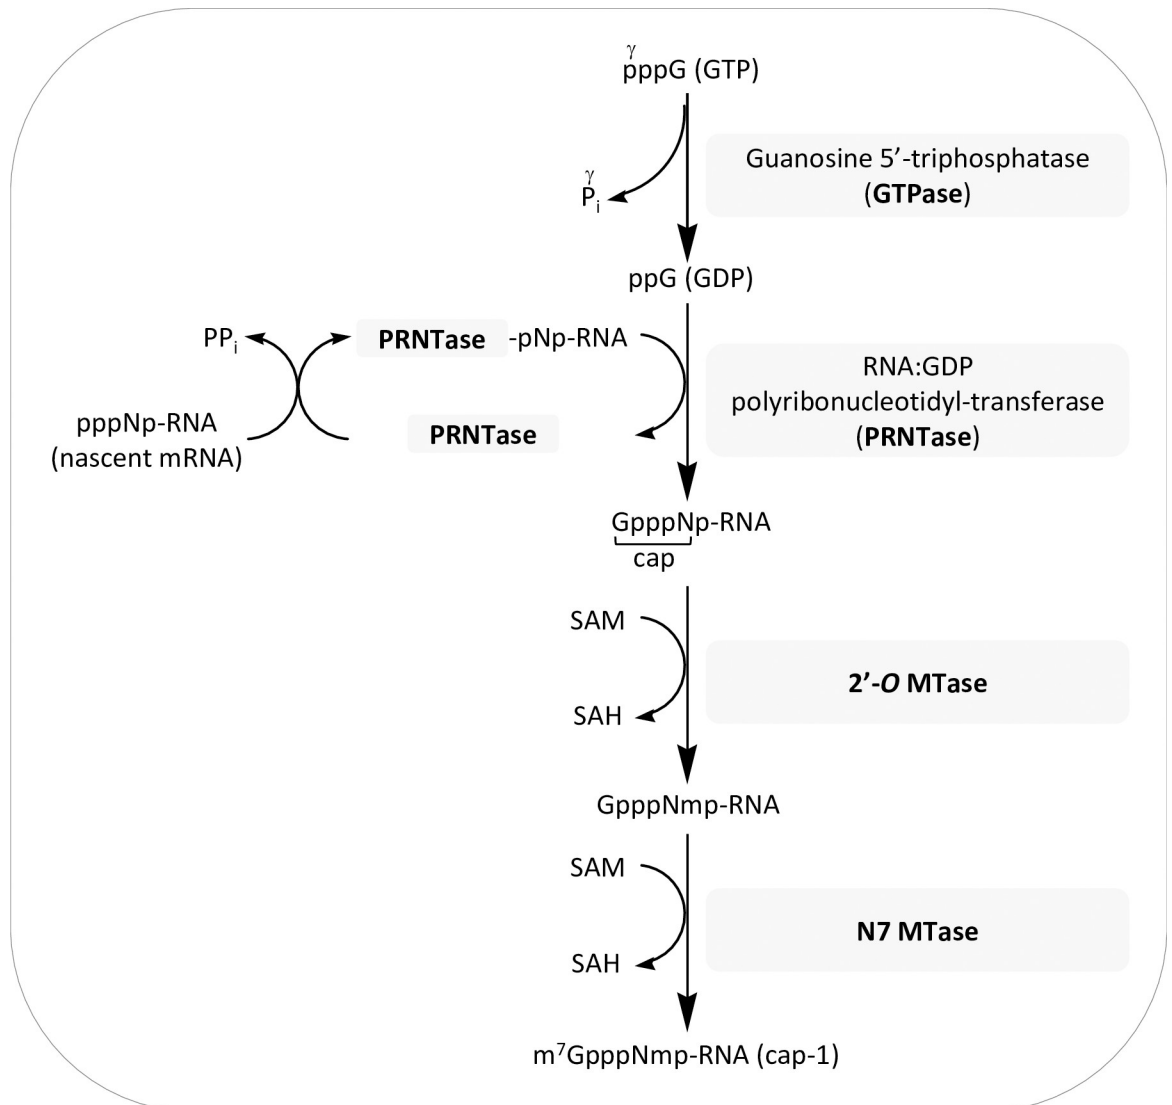 γ
pppG (GTP)
Guanosine 5’-triphosphatase
(GTPase)
γ
Pi
ppG (GDP)
PPi
PRNTase -pNp-RNA
RNA:GDP
polyribonucleotidyl-transferase
(PRNTase)
pppNp-RNA
(nascent mRNA)
PRNTase
GpppNp-RNA
cap
SAM
2’-O MTase
SAH
GpppNmp-RNA
SAM
N7 MTase
SAH
m⁷GpppNmp-RNA (cap-1)